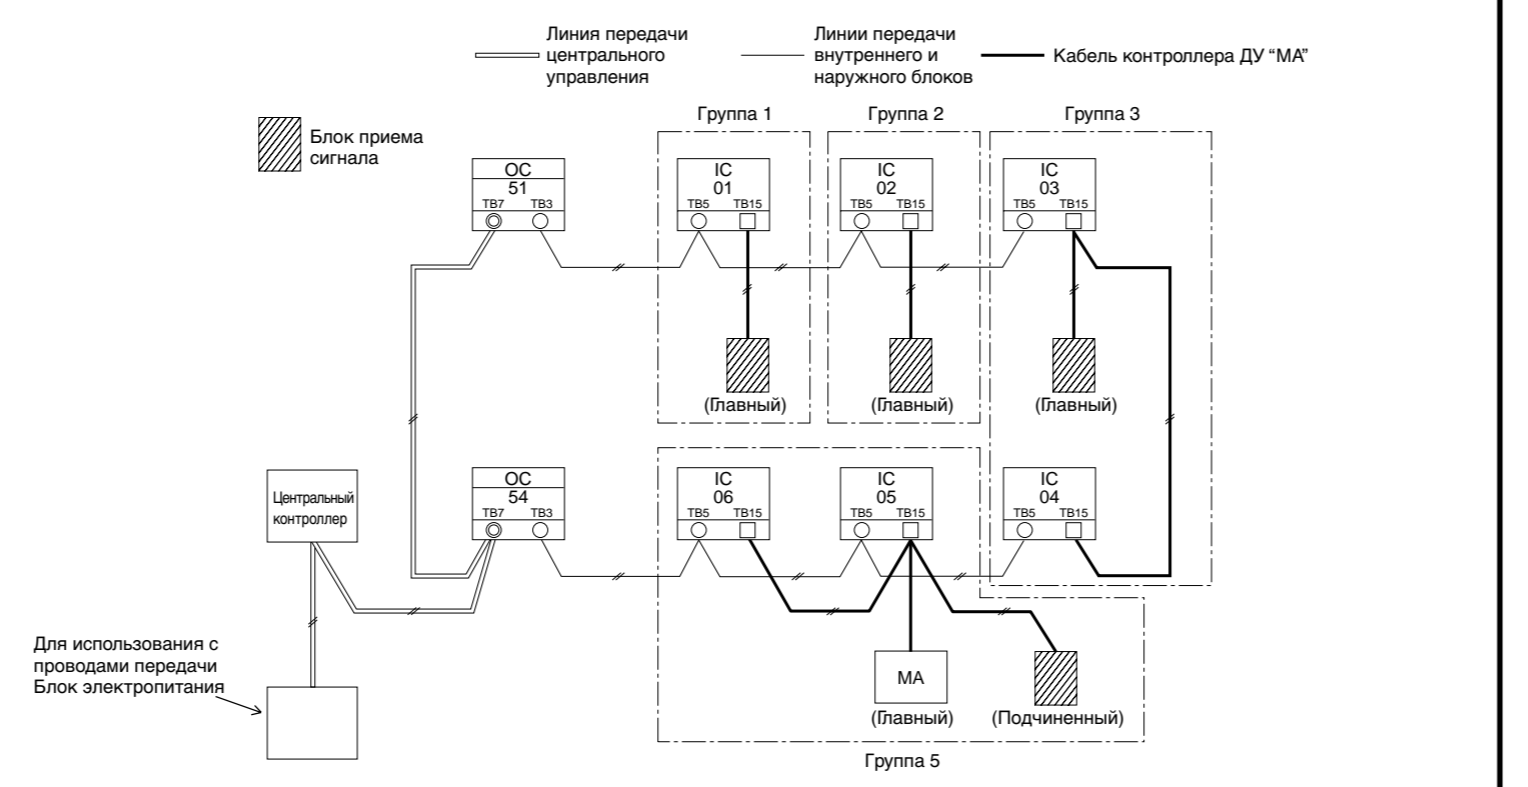 Линия передачи
центрального
управления
Линии передачи
внутреннего и
наружного блоков
Кабель контроллера ДУ “MA”
Блок приема
сигнала
Группа 1
Группа 2
Группа 3
OC
51
TB7 TB3
IC
01
TB5 TB15
IC
02
TB5 TB15
IC
03
TB5 TB15
(Главный)
(Главный)
(Главный)
Центральный
контроллер
OC
54
TB7 TB3
IC
06
TB5 TB15
IC
05
TB5 TB15
IC
04
TB5 TB15
Для использования с
проводами передачи
Блок электропитания
MA
(Главный)
(Подчиненный)
Группа 5